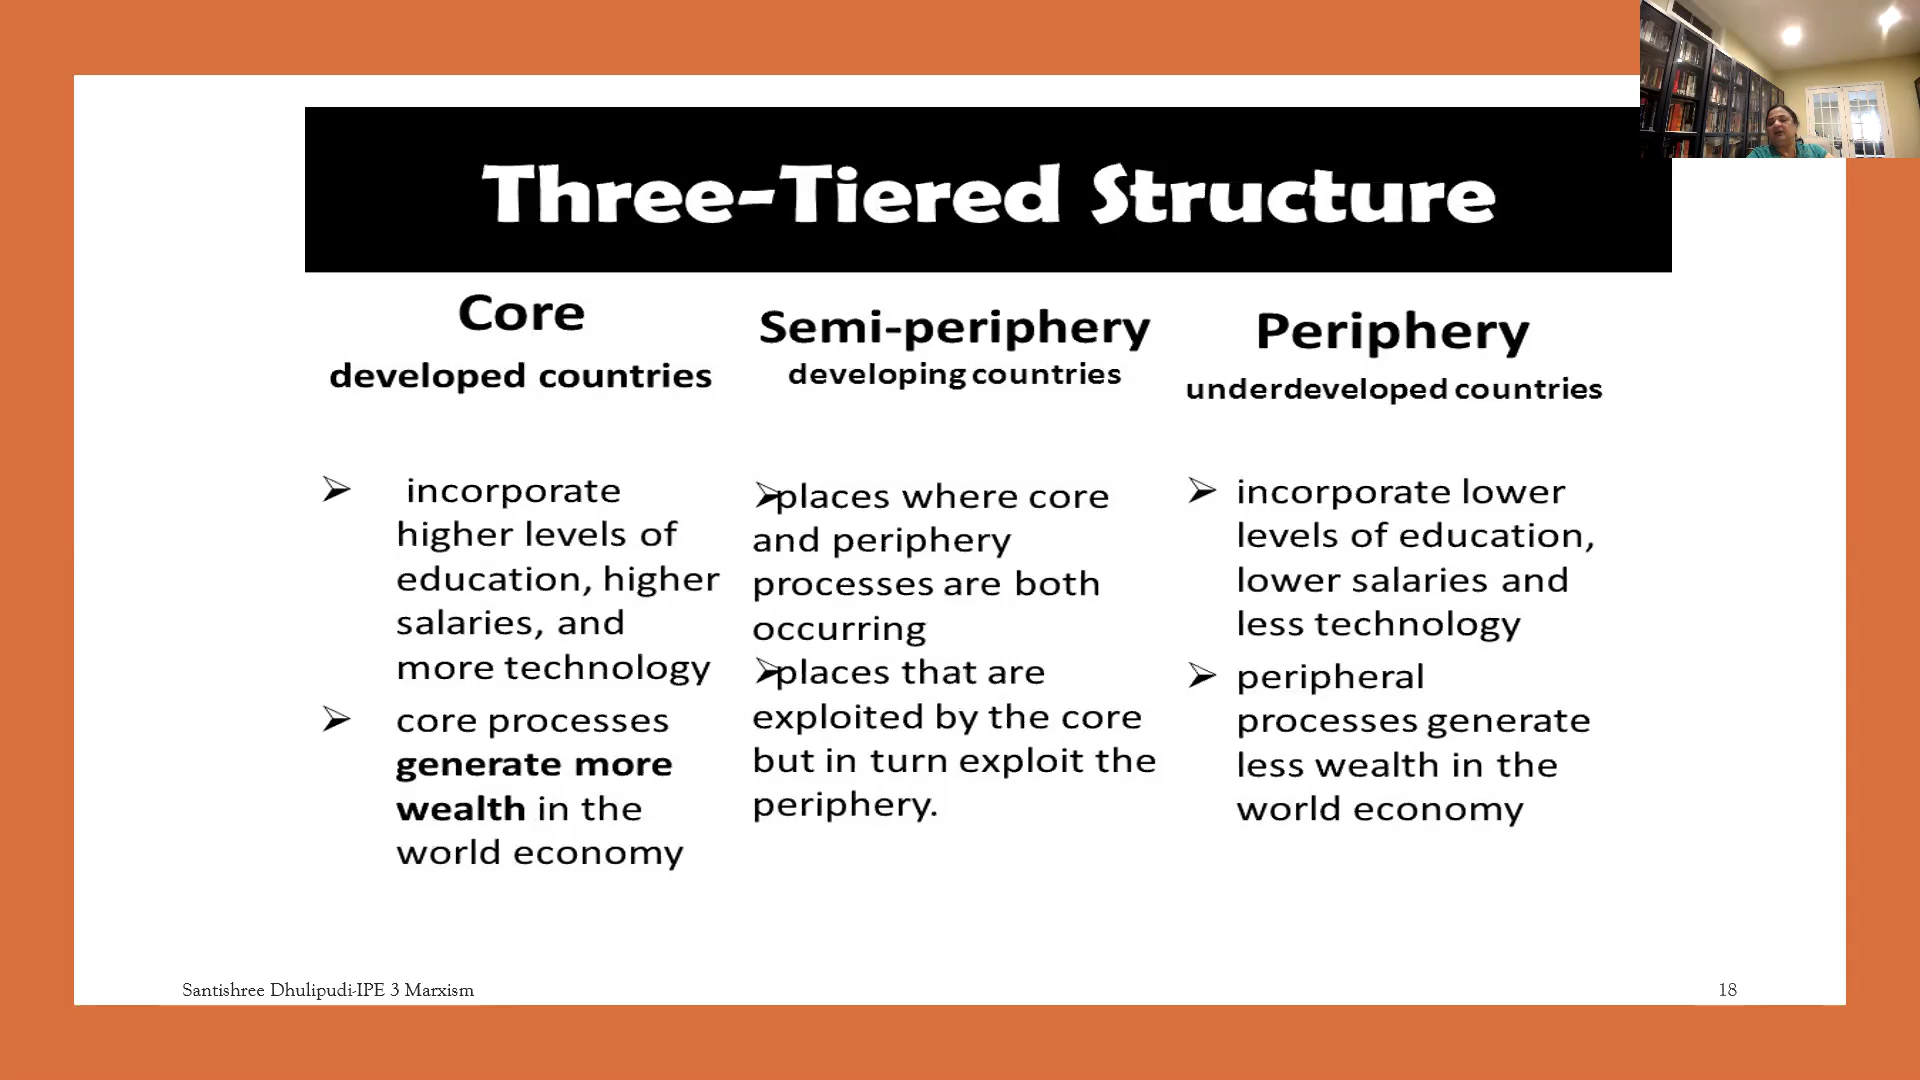 Three-Tiered Structure
Core
developed countries
➢ incorporate
higher levels of
education, higher
salaries, and
more technology
➢ core processes
generate more
wealth in the
world economy
Semi-periphery
developing countries
➢places where core
and periphery
processes are both
occurring
➢places that are
exploited by the core
but in turn exploit the
periphery.
Periphery
underdeveloped countries
➢ incorporate lower
levels of education,
lower salaries and
less technology
➢ peripheral
processes generate
less wealth in the
world economy
Santishree Dhulipudi-IPE 3 Marxism
18